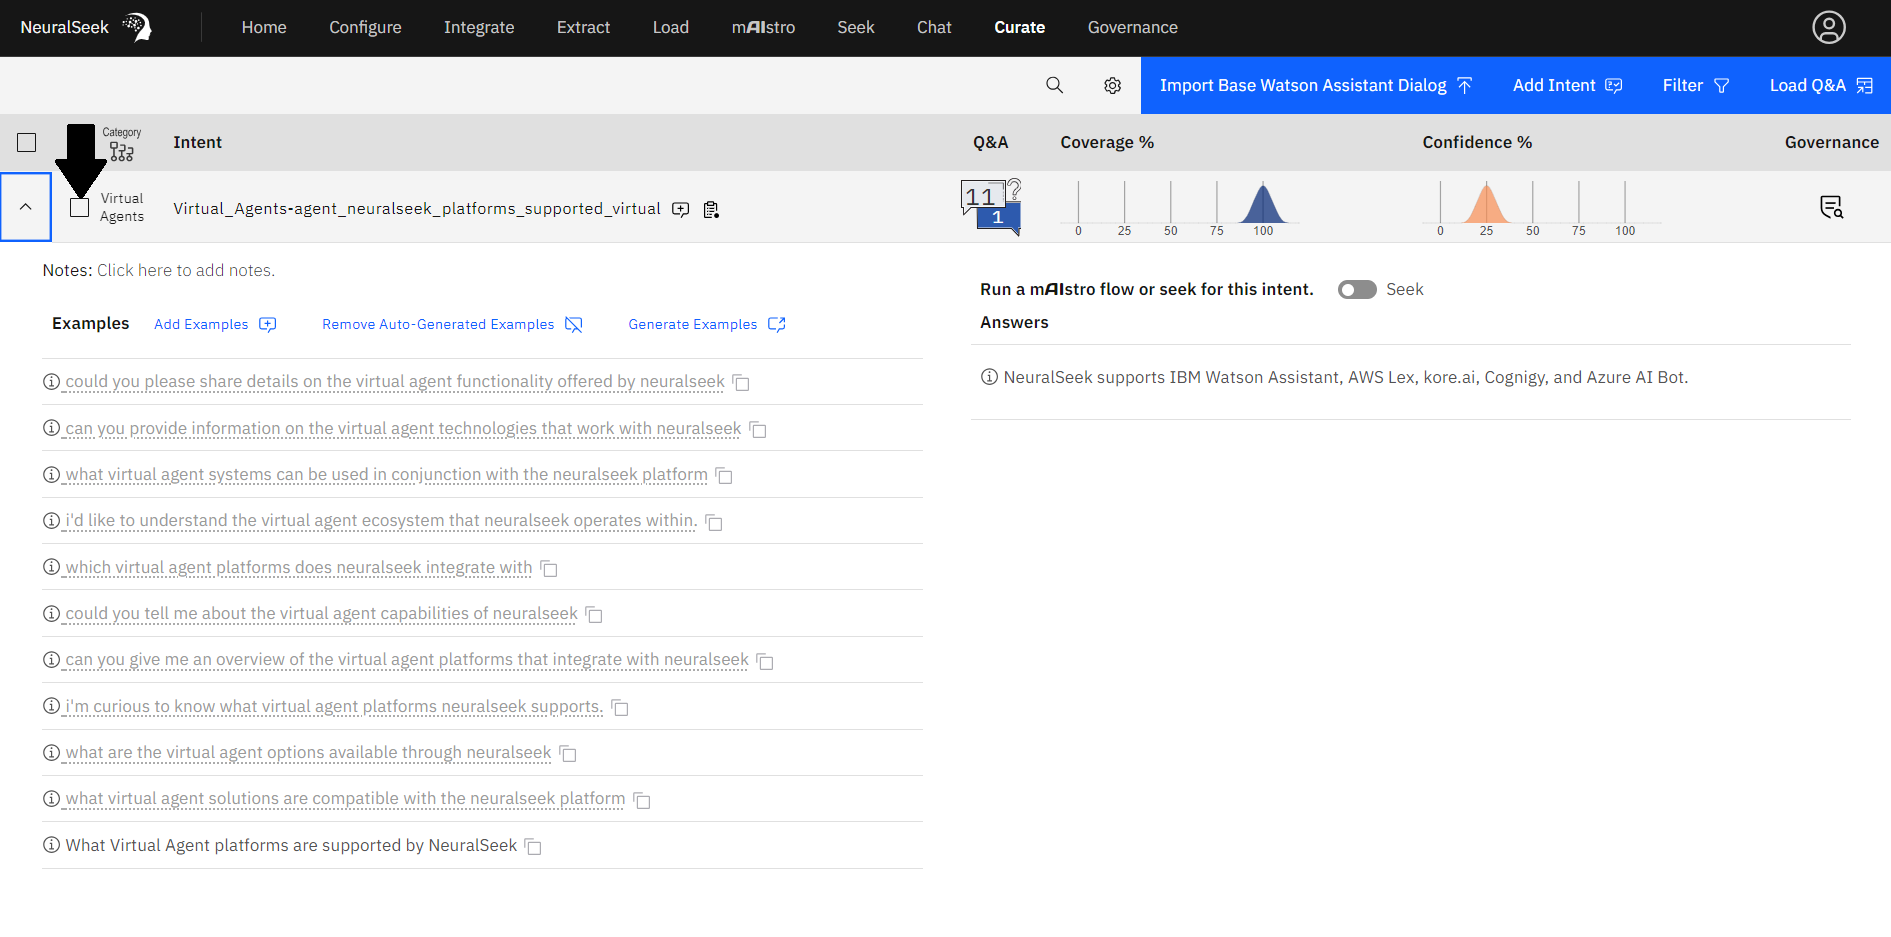 NeuralSeek Home Configure Integrate Extract Load mAIstro Seek Chat Curate Governance
Import Base Watson Assistant Dialog Add Intent Filter Load Q&A
Category Intent Q&A Coverage % Confidence % Governance
Virtual Agents Virtual_Agents-agent_neuralseek_platforms_supported_virtual 11 ? 1
0 25 50 75 100 0 25 50 75 100
Notes: Click here to add notes.
Examples Add Examples Remove Auto-Generated Examples Generate Examples
could you please share details on the virtual agent functionality offered by neuralseek
can you provide information on the virtual agent technologies that work with neuralseek
what virtual agent systems can be used in conjunction with the neuralseek platform
i'd like to understand the virtual agent ecosystem that neuralseek operates within.
which virtual agent platforms does neuralseek integrate with
could you tell me about the virtual agent capabilities of neuralseek
can you give me an overview of the virtual agent platforms that integrate with neuralseek
i'm curious to know what virtual agent platforms neuralseek supports.
what are the virtual agent options available through neuralseek
what virtual agent solutions are compatible with the neuralseek platform
What Virtual Agent platforms are supported by NeuralSeek
Run a mAIstro flow or seek for this intent. Seek
Answers
NeuralSeek supports IBM Watson Assistant, AWS Lex, kore.ai, Cognigy, and Azure AI Bot.